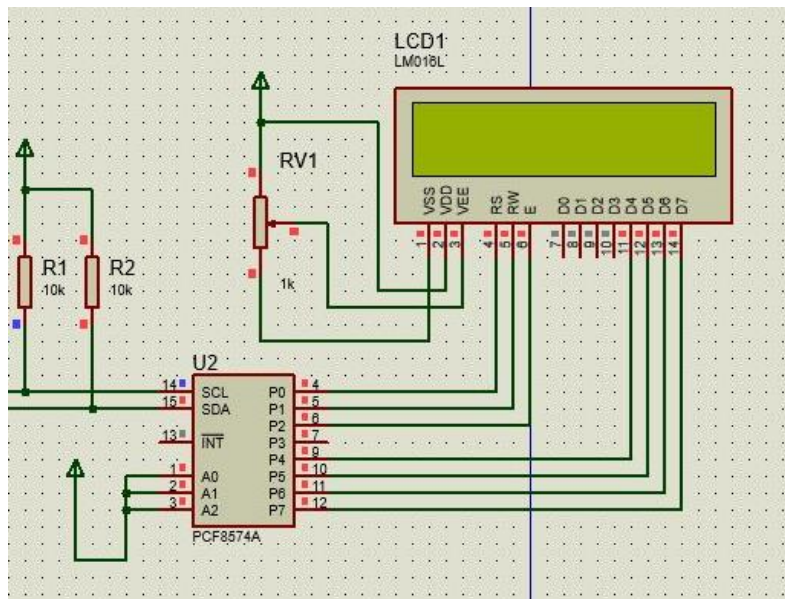 LCD1
LM016L
RV1
VSS
VDD
VEE
RS
RW
E
D0
D1
D2
D3
D4
D5
D6
D7
1
2
3
4
5
6
7
8
9
10
11
12
13
14
R1
10k
R2
10k
1k
U2
14 SCL P0 4
15 SDA P1 5
P2 6
13 INT P3 7
P4 9
1 A0 P5 10
2 A1 P6 11
3 A2 P7 12
PCF8574A